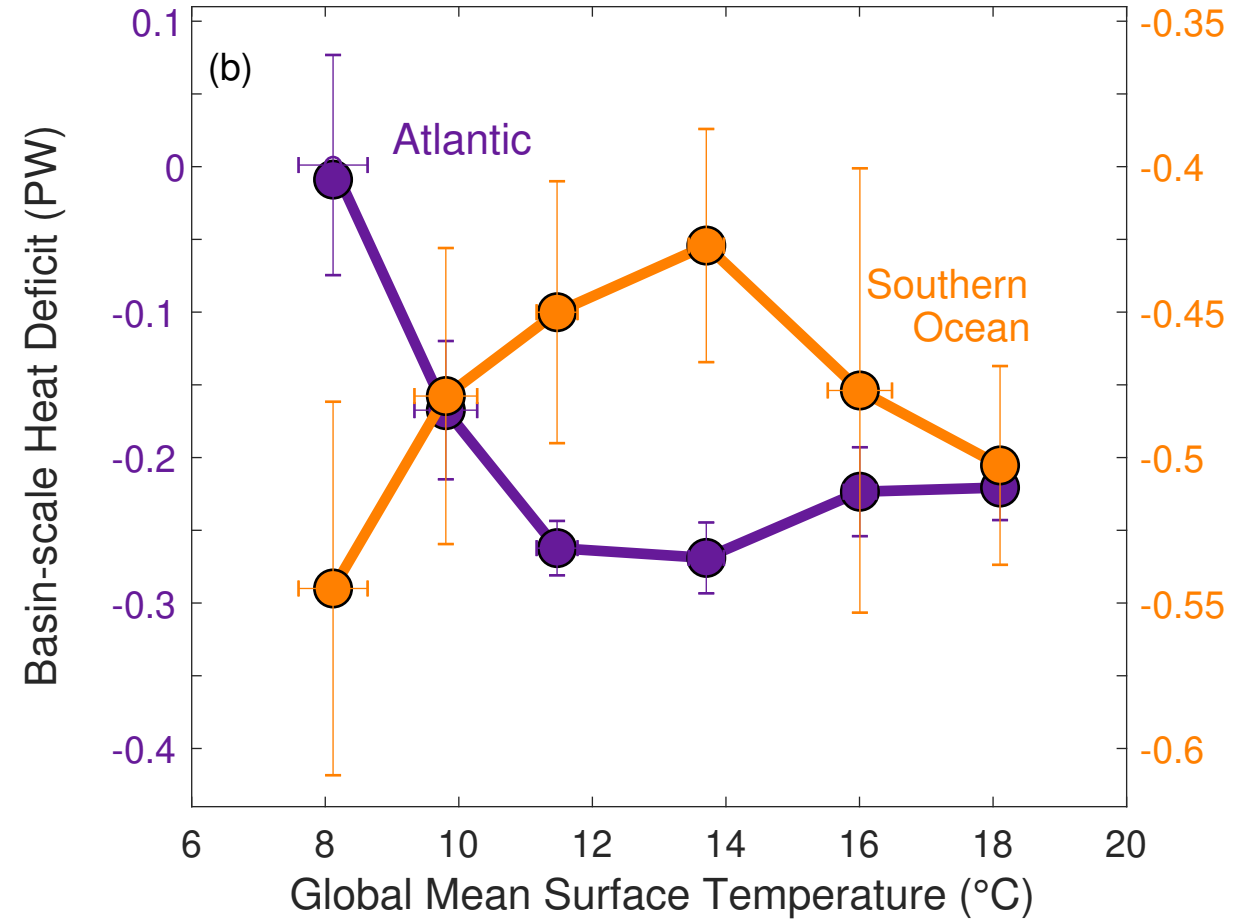 (b)
Atlantic
Southern
Ocean
Basin-scale Heat Deficit (PW)
0.1
0
-0.1
-0.2
-0.3
-0.4
-0.35
-0.4
-0.45
-0.5
-0.55
-0.6
6 8 10 12 14 16 18 20
Global Mean Surface Temperature (°C)